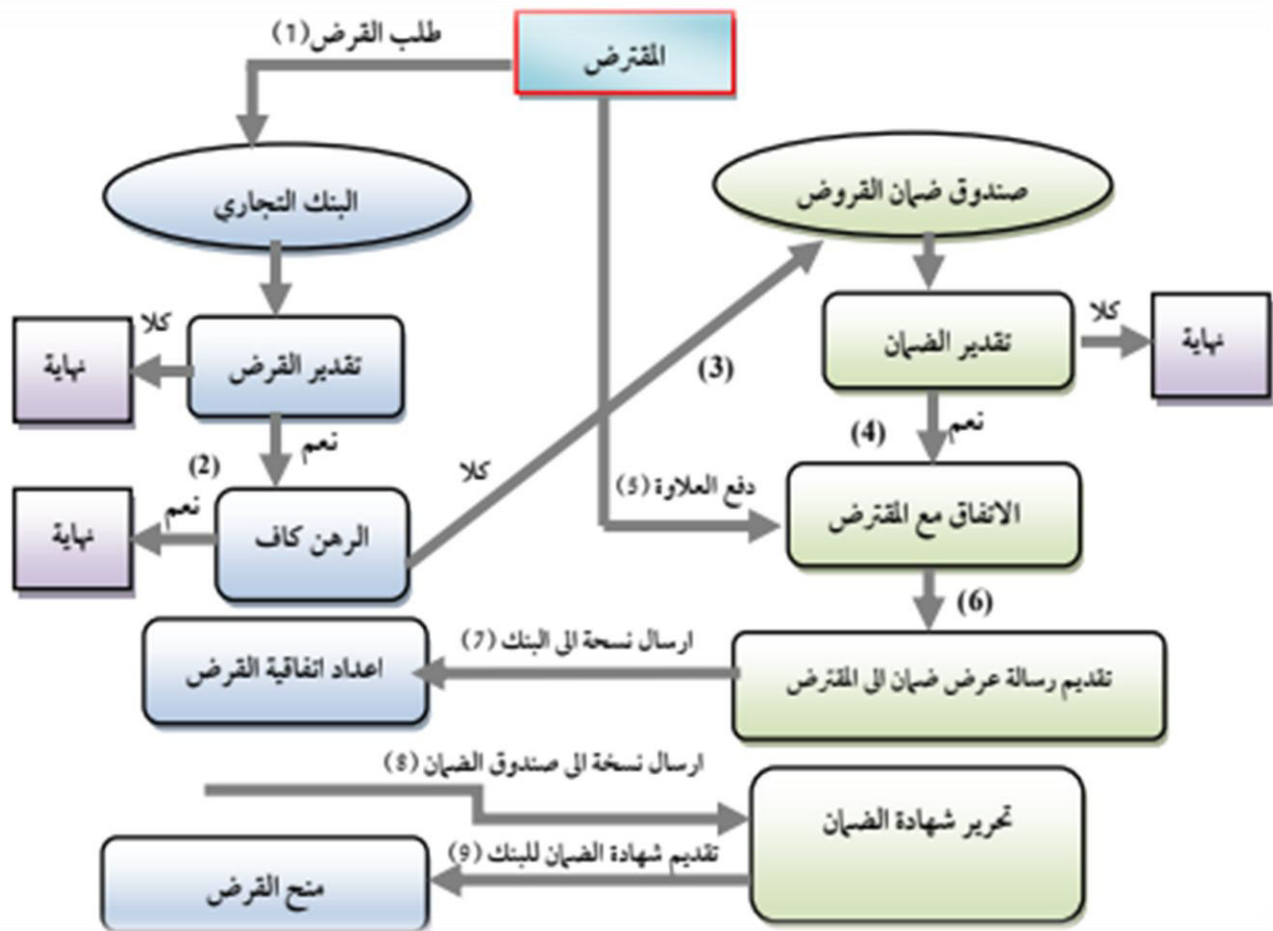 المقترض
طلب القرض (1)
البنك التجاري
صندوق ضمان القروض
تقدير القرض
كلا
نهاية
تقدير الضمان
كلا
نهاية
(3)
نعم
(2)
(4)
نعم
الرهن كاف
نعم
نهاية
كلا
دفع العلاوة (5)
الاتفاق مع المقترض
(6)
اعداد اتفاقية القرض
ارسال نسحة الى البنك (7)
تقديم رسالة عرض ضمان الى المقترض
ارسال نسخة الى صندوق الضمان (8)
تحرير شهادة الضمان
تقديم شهادة الضمان للبنك (9)
منح القرض